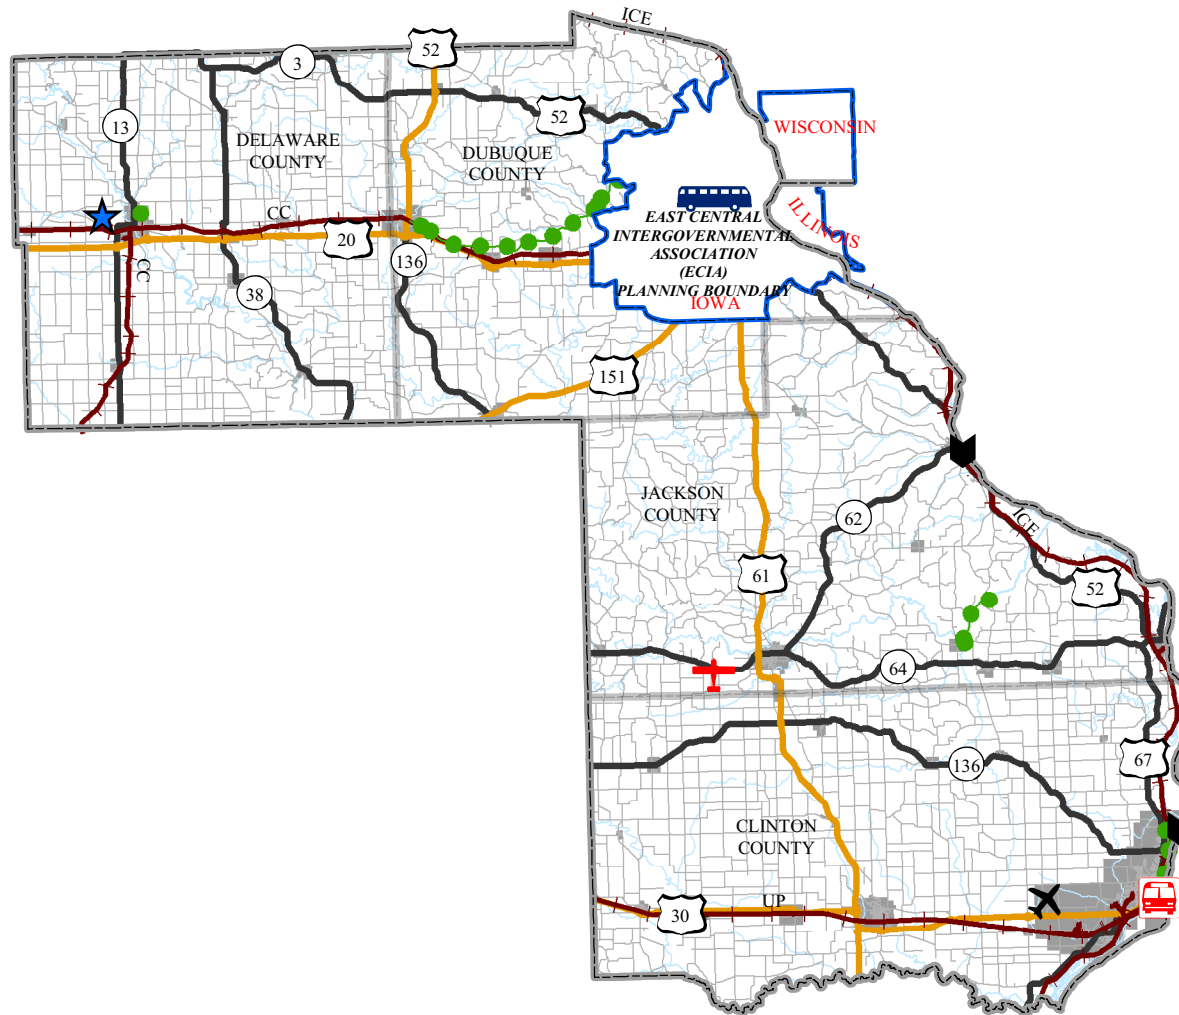 ICE
52
3
52
13
WISCONSIN
DELAWARE
COUNTY
DUBUQUE
COUNTY
CC
ILLINOIS
EAST CENTRAL
INTERGOVERNMENTAL
ASSOCIATION
(ECIA)
PLANNING BOUNDARY
IOWA
20
136
CC
38
151
JACKSON
COUNTY
62
ICE
61
52
64
67
136
CLINTON
COUNTY
UP
30